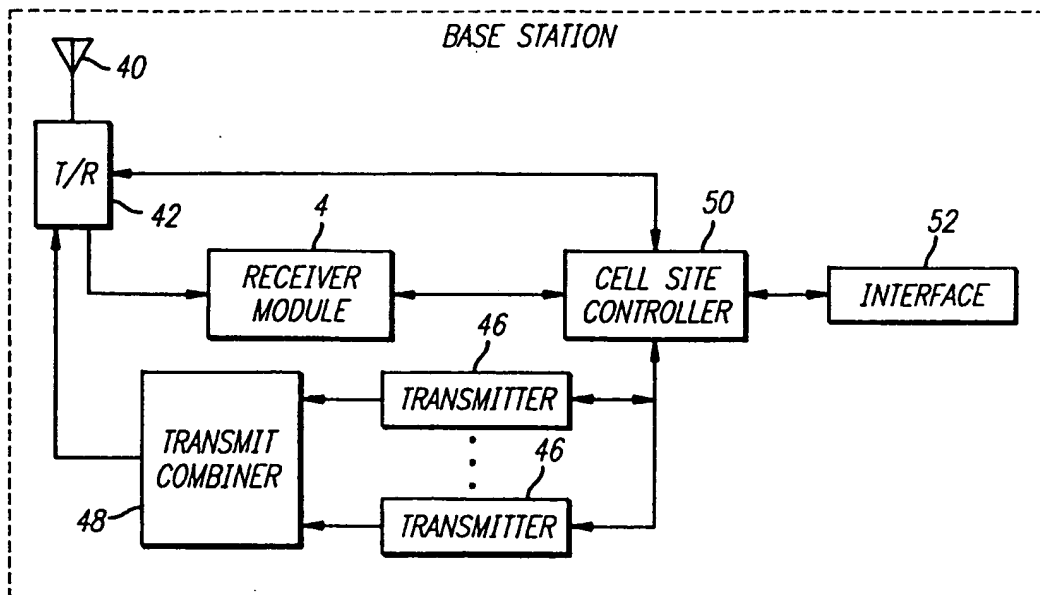 BASE STATION
40
T/R
42
4
RECEIVER
MODULE
50
CELL SITE
CONTROLLER
52
INTERFACE
46
TRANSMITTER
46
TRANSMITTER
TRANSMIT
COMBINER
48